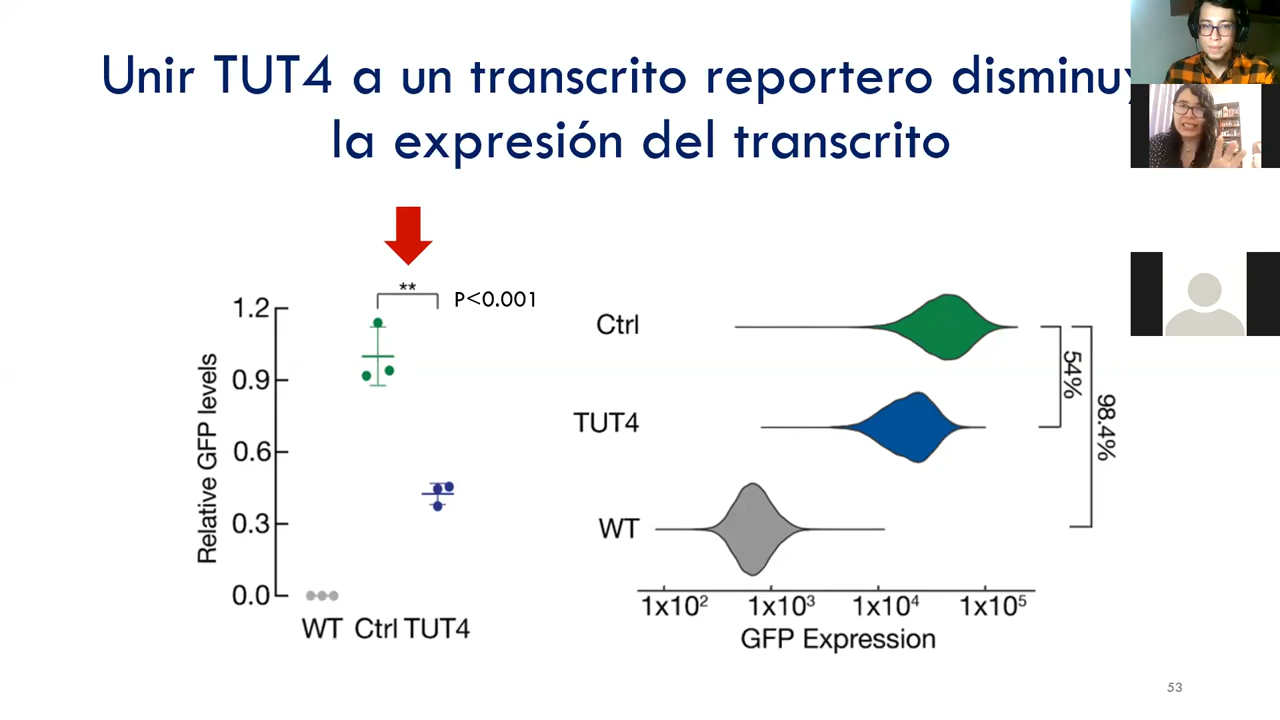 Unir TUT4 a un transcrito reportero disminuy
la expresión del transcrito
**
P<0.001
1.2
0.9
0.6
0.3
0.0
Relative GFP levels
WT Ctrl TUT4
Ctrl
TUT4
WT
54%
98.4%
1x10² 1x10³ 1x10⁴ 1x10⁵
GFP Expression
53